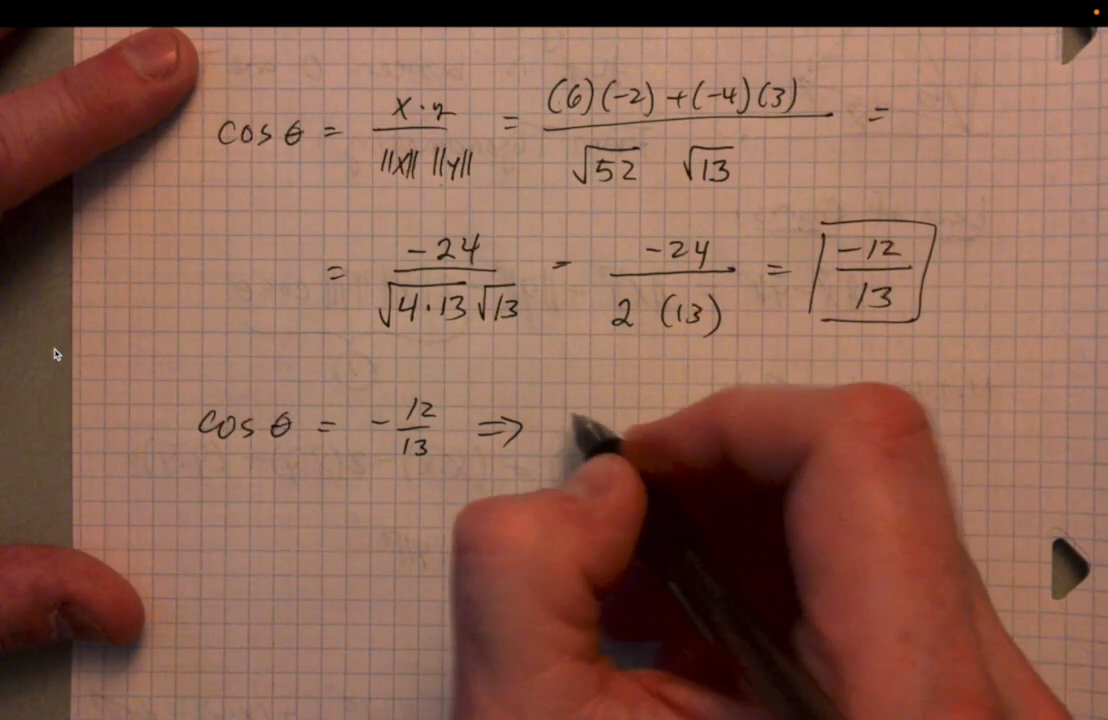 cos θ = x·y / ||x|| ||y|| = (6)(-2)+(-4)(3) / √52 √13 =
= -24 / √4·13 √13 = -24 / 2 (13) = -12 / 13
cos θ = - 12/13 ⇒